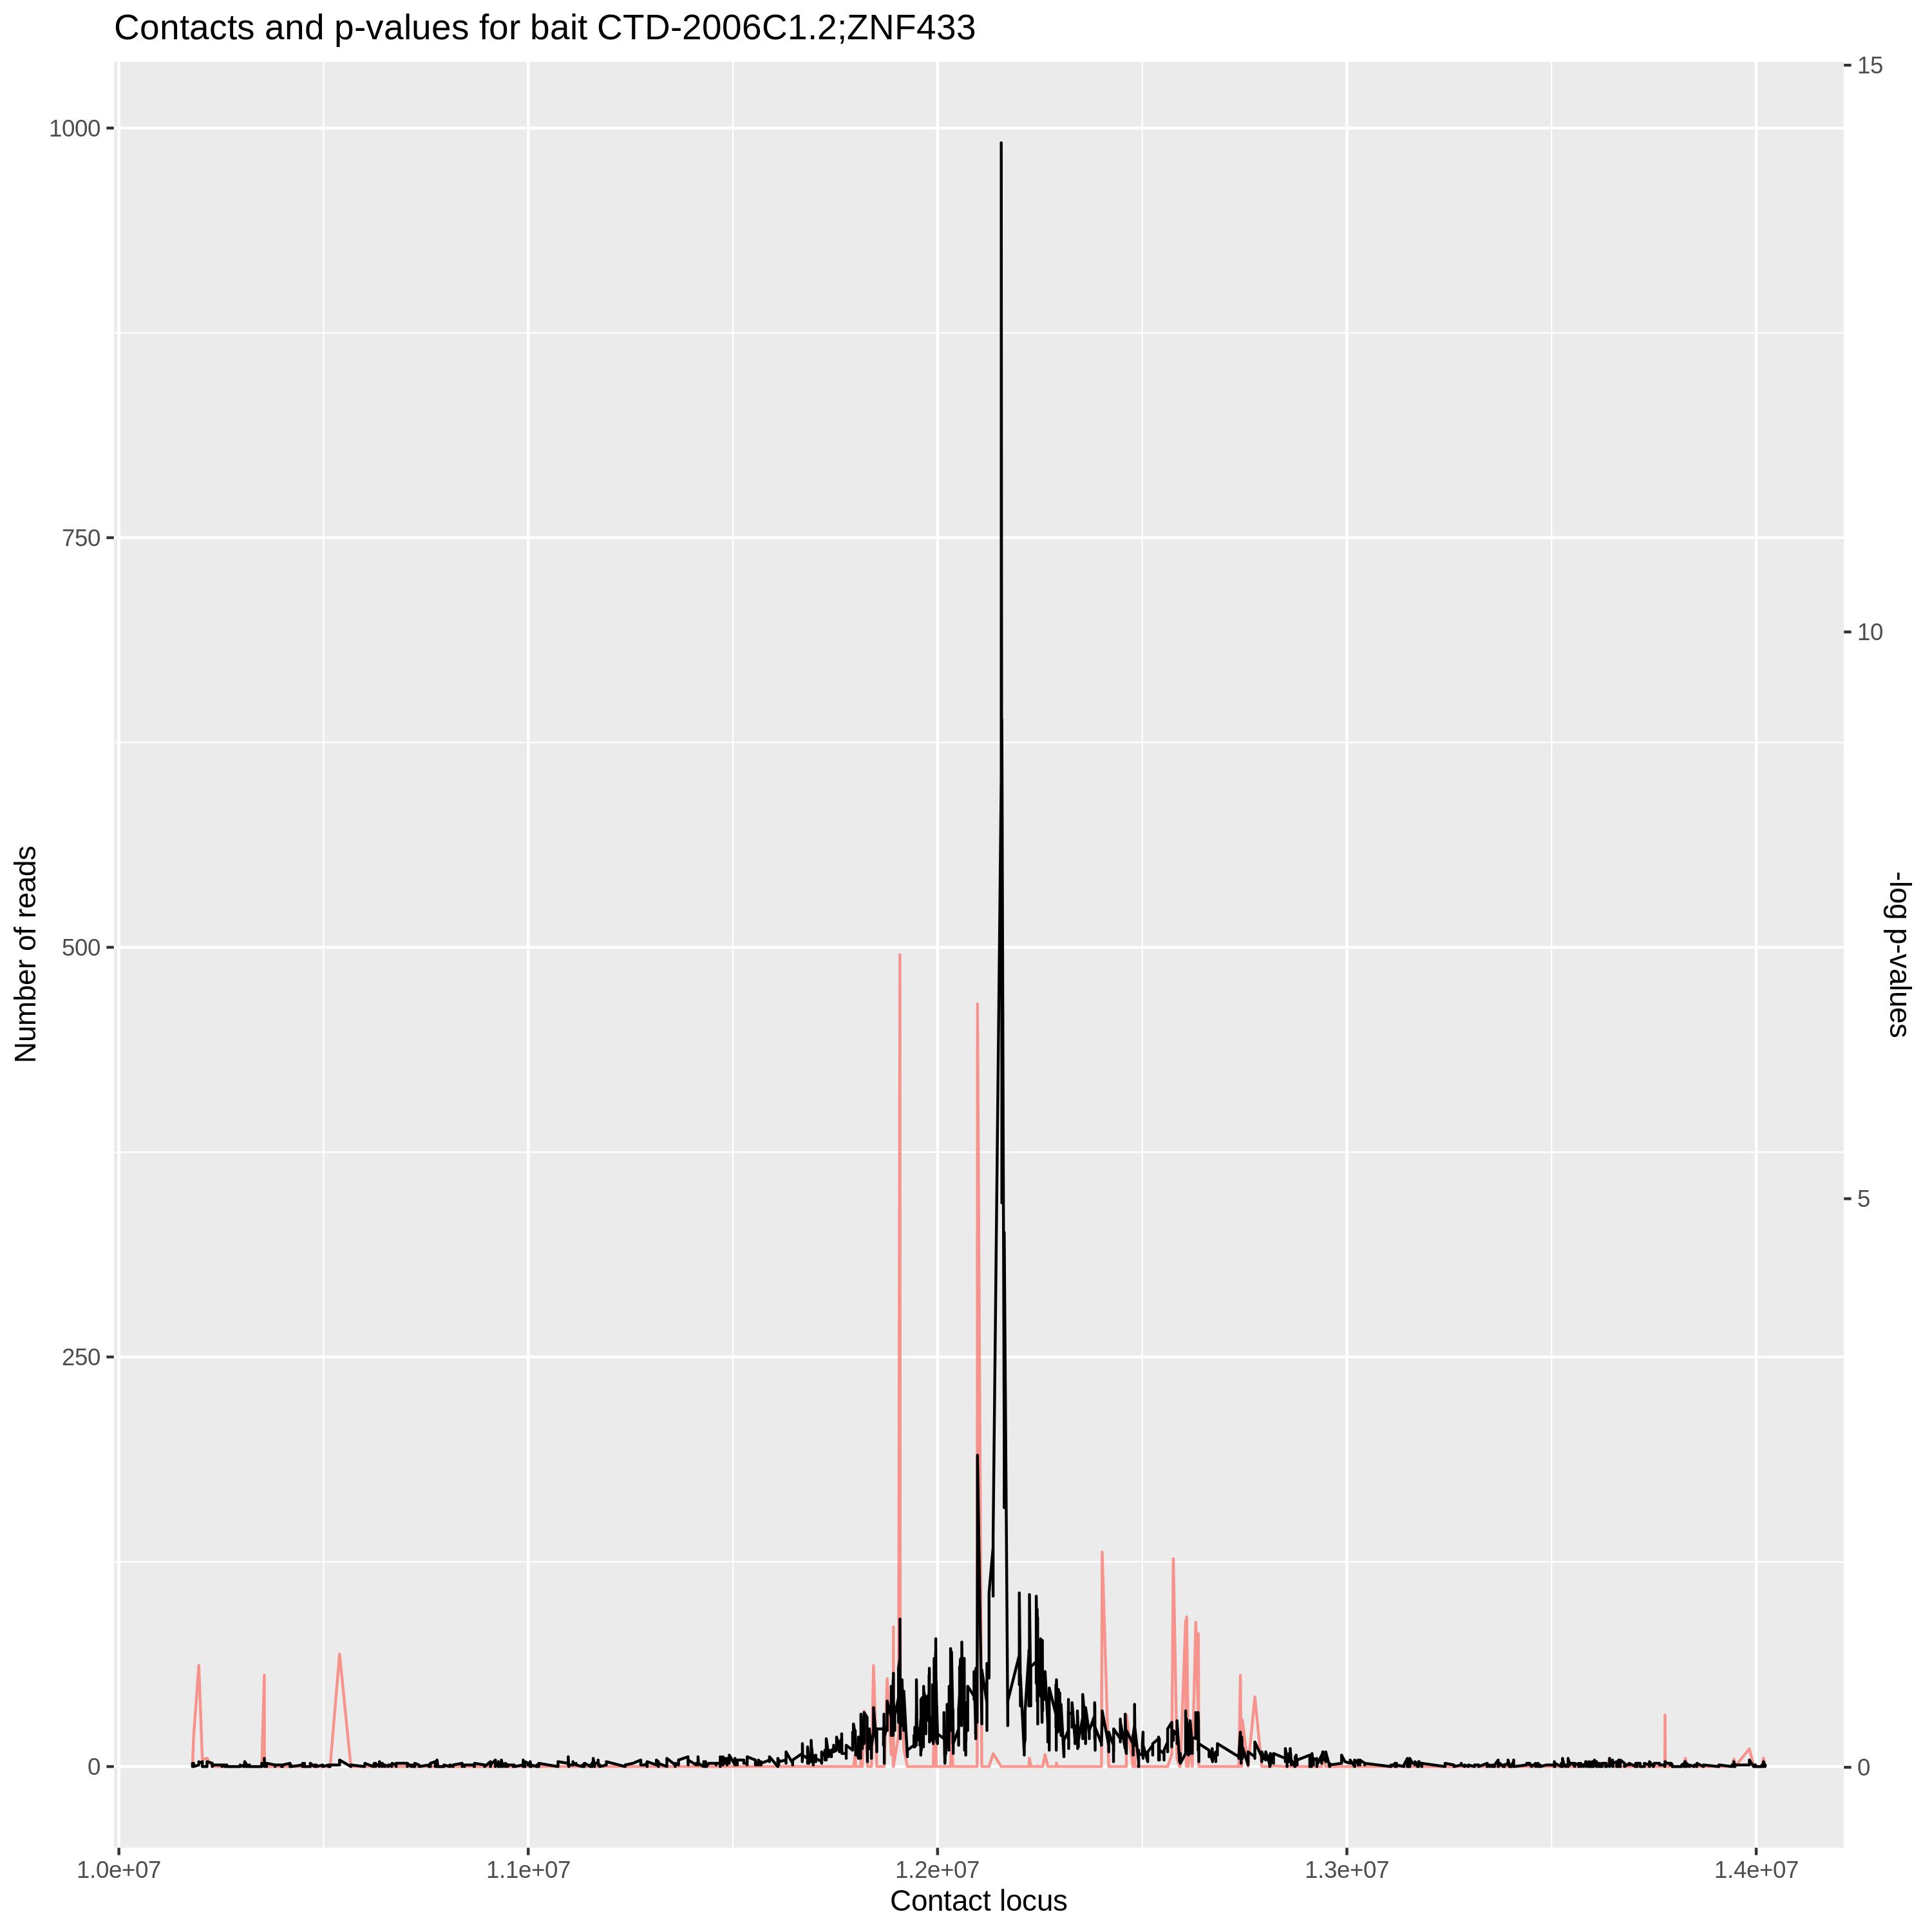 Contacts and p-values for bait CTD-2006C1.2;ZNF433
15
1000
750
10
Number of reads
500
-log p-values
5
250
0
0
1.0e+07
1.1e+07
1.2e+07
1.3e+07
1.4e+07
Contact locus